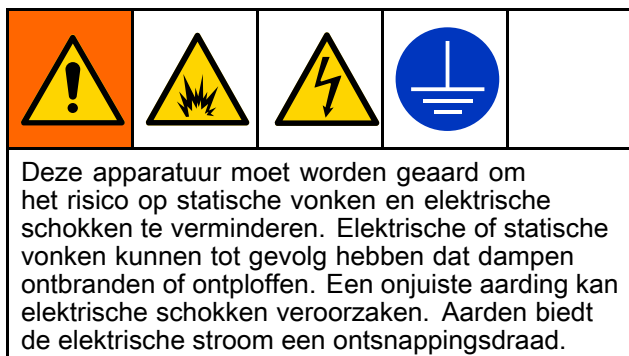 Deze apparatuur moet worden geaard om
het risico op statische vonken en elektrische
schokken te verminderen. Elektrische of statische
vonken kunnen tot gevolg hebben dat dampen
ontbranden of ontploffen. Een onjuiste aarding kan
elektrische schokken veroorzaken. Aarden biedt
de elektrische stroom een ontsnappingsdraad.